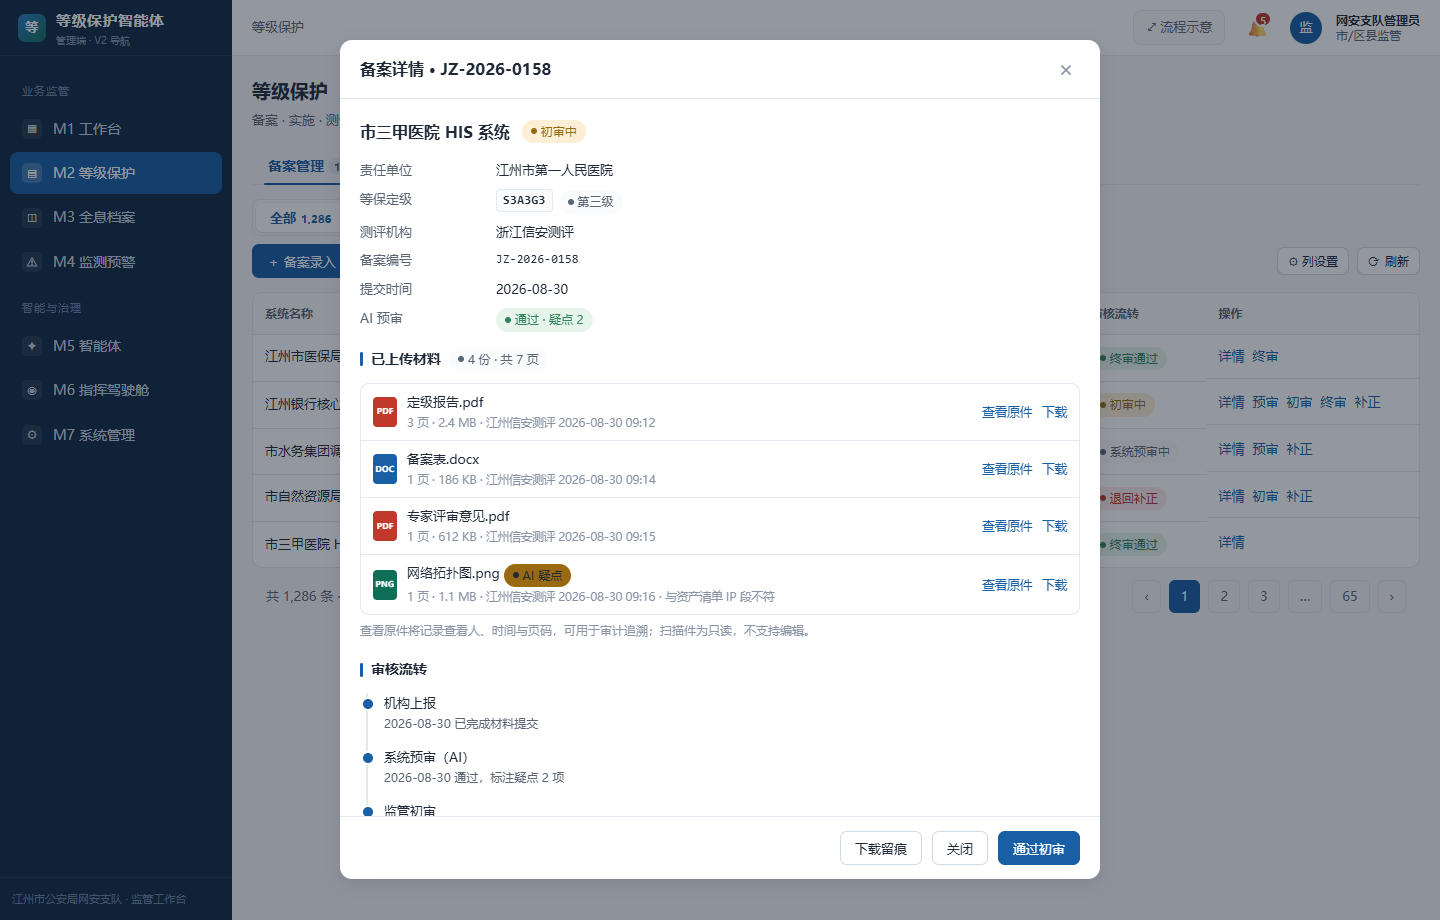 等
等级保护智能体
管理端 · V2 导航
业务监管
M1 工作台
M2 等级保护
M3 全息档案
M4 监测预警
智能与治理
M5 智能体
M6 指挥驾驶舱
M7 系统管理
江州市公安局网安支队 · 监管工作台
等级保护
流程示意
5
监
网安支队管理员
市/区县监管
等级保护
备案 · 实施 · 测
备案管理 1
全部 1,286
+ 备案录入
列设置
刷新
系统名称
核流转
操作
江州市医保局
终审通过
详情 终审
江州银行核心
初审中
详情 预审 初审 终审 补正
市水务集团调
系统预审中
详情 预审 补正
市自然资源局
退回补正
详情 初审 补正
市三甲医院 H
终审通过
详情
共 1,286 条 ·
‹ 1 2 3 ... 65 ›
备案详情 • JZ-2026-0158
×
市三甲医院 HIS 系统
初审中
责任单位
江州市第一人民医院
等保定级
S3A3G3
第三级
测评机构
浙江信安测评
备案编号
JZ-2026-0158
提交时间
2026-08-30
AI 预审
通过 · 疑点 2
已上传材料
4 份 · 共 7 页
PDF
定级报告.pdf
3 页 · 2.4 MB · 江州信安测评 2026-08-30 09:12
查看原件 下载
DOC
备案表.docx
1 页 · 186 KB · 江州信安测评 2026-08-30 09:14
查看原件 下载
PDF
专家评审意见.pdf
1 页 · 612 KB · 江州信安测评 2026-08-30 09:15
查看原件 下载
PNG
网络拓扑图.png
AI 疑点
1 页 · 1.1 MB · 江州信安测评 2026-08-30 09:16 · 与资产清单 IP 段不符
查看原件 下载
查看原件将记录查看人、时间与页码，可用于审计追溯；扫描件为只读，不支持编辑。
审核流转
机构上报
2026-08-30 已完成材料提交
系统预审（AI）
2026-08-30 通过，标注疑点 2 项
监管初审
下载留痕
关闭
通过初审